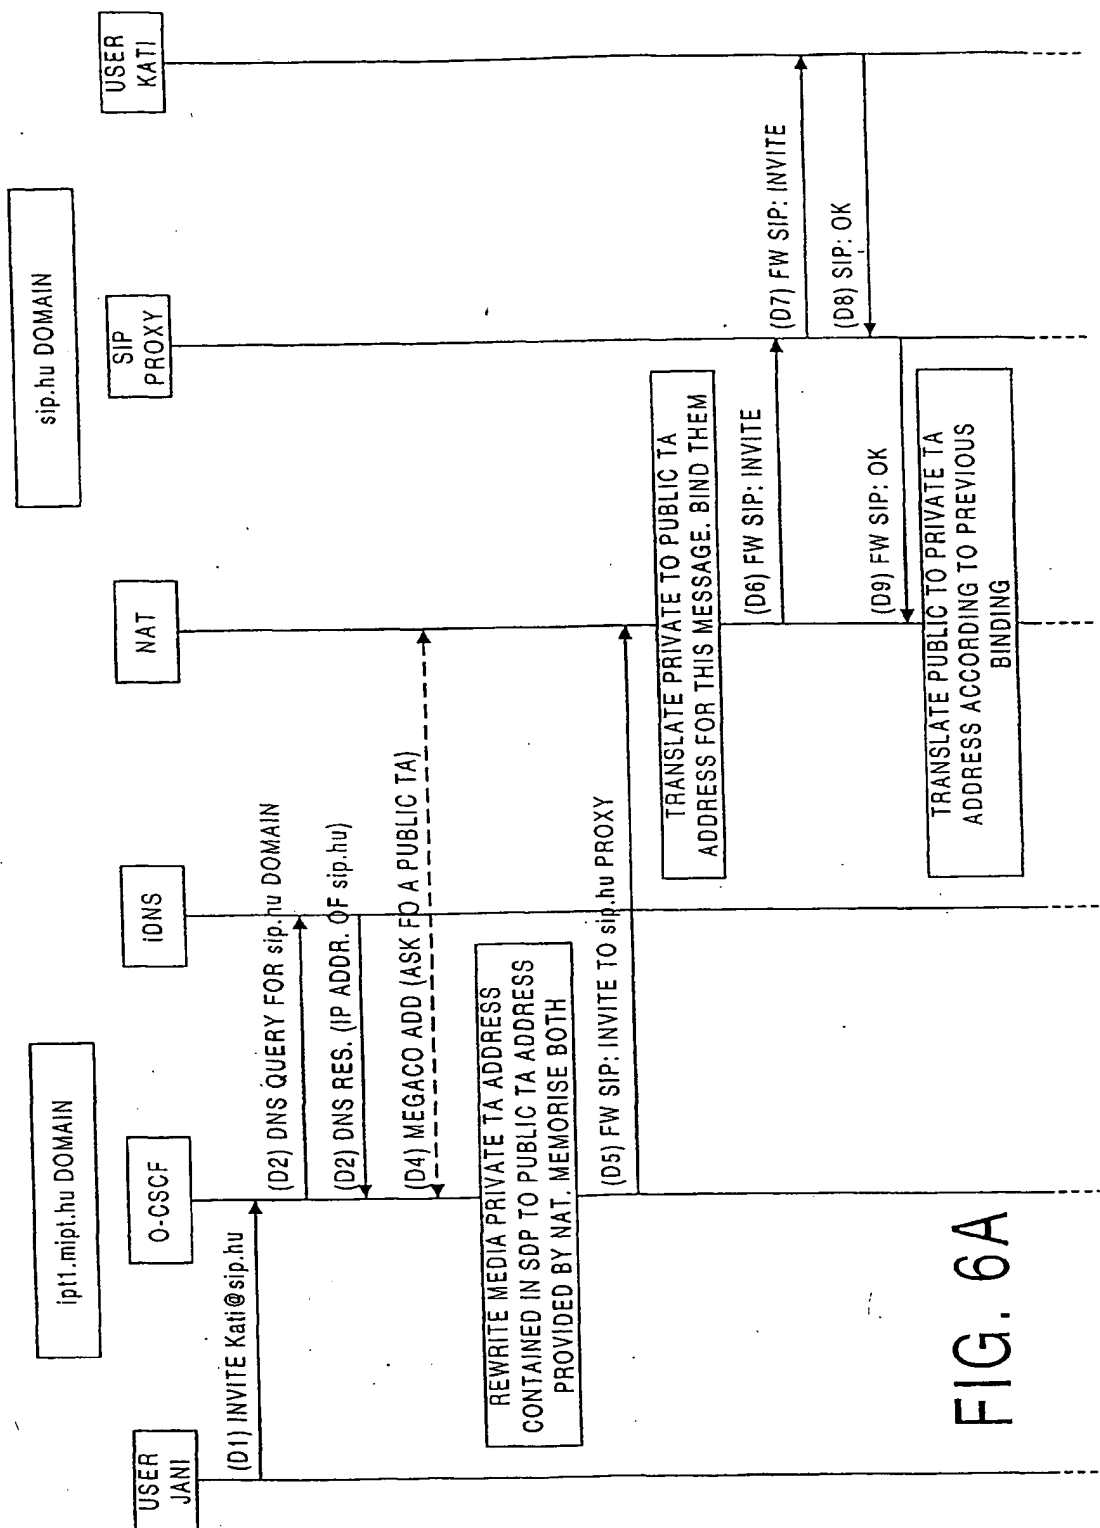 ipt1.mipt.hu DOMAIN
sip.hu DOMAIN
USER
JANI
O-CSCF
iDNS
NAT
SIP
PROXY
USER
KATI
(D1) INVITE Kati@sip.hu
(D2) DNS QUERY FOR sip.hu DOMAIN
(D2) DNS RES. (IP ADDR. OF sip.hu)
(D4) MEGACO ADD (ASK FO A PUBLIC TA)
REWRITE MEDIA PRIVATE TA ADDRESS
CONTAINED IN SDP TO PUBLIC TA ADDRESS
PROVIDED BY NAT. MEMORISE BOTH
(D5) FW SIP: INVITE TO sip.hu PROXY
TRANSLATE PRIVATE TO PUBLIC TA
ADDRESS FOR THIS MESSAGE. BIND THEM
(D6) FW SIP: INVITE
(D7) FW SIP: INVITE
(D8) SIP: OK
(D9) FW SIP: OK
TRANSLATE PUBLIC TO PRIVATE TA
ADDRESS ACCORDING TO PREVIOUS
BINDING
FIG. 6A